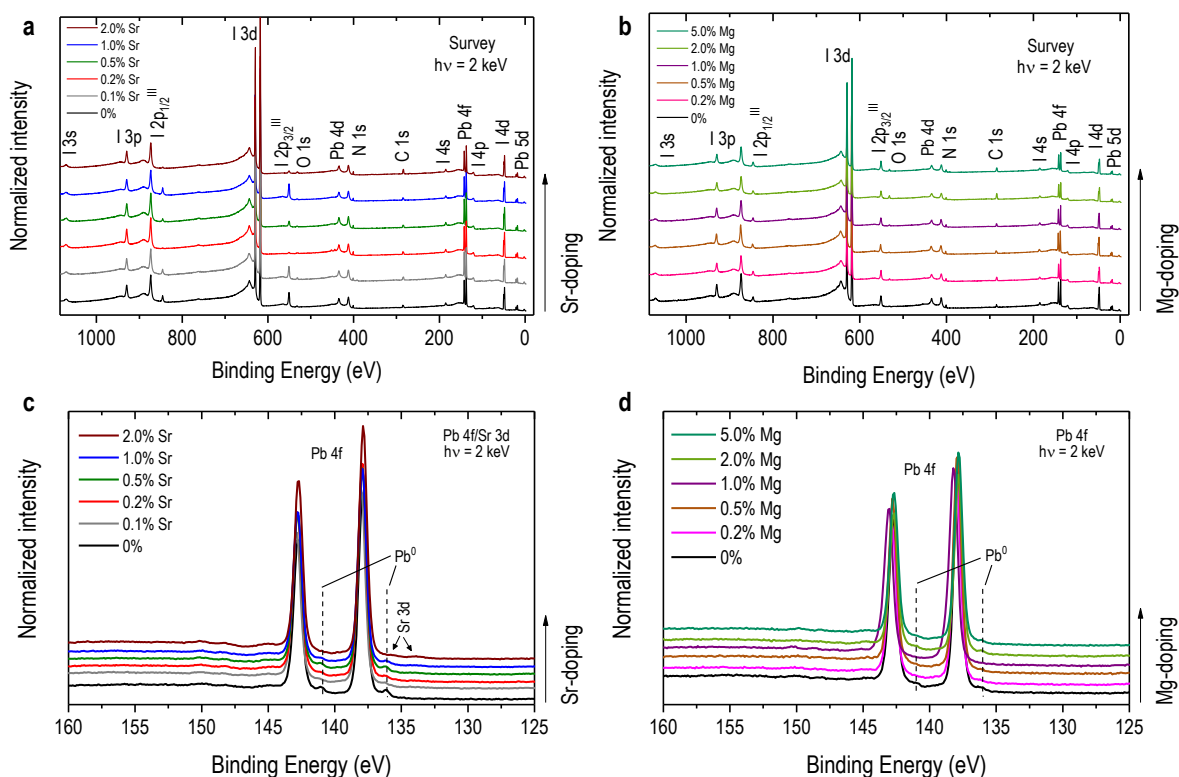 a
2.0% Sr
1.0% Sr
0.5% Sr
0.2% Sr
0.1% Sr
0%
Survey
hν = 2 keV
I 3s
I 3p
I 2p1/2 III
I 3d
I 2p3/2 III
O 1s
Pb 4d
N 1s
C 1s
I 4s
Pb 4f
I 4p
I 4d
Pb 5d
Normalized intensity
Sr-doping
1000 800 600 400 200 0
Binding Energy (eV)
b
5.0% Mg
2.0% Mg
1.0% Mg
0.5% Mg
0.2% Mg
0%
Survey
hν = 2 keV
I 3s
I 3p
I 2p1/2 III
I 3d
I 2p3/2 III
O 1s
Pb 4d
N 1s
C 1s
I 4s
Pb 4f
I 4p
I 4d
Pb 5d
Normalized intensity
Mg-doping
1000 800 600 400 200 0
Binding Energy (eV)
c
2.0% Sr
1.0% Sr
0.5% Sr
0.2% Sr
0.1% Sr
0%
Pb 4f
Pb 4f/Sr 3d
hν = 2 keV
Pb0
Sr 3d
Normalized intensity
Sr-doping
160 155 150 145 140 135 130 125
Binding Energy (eV)
d
5.0% Mg
2.0% Mg
1.0% Mg
0.5% Mg
0.2% Mg
0%
Pb 4f
Pb 4f
hν = 2 keV
Pb0
Normalized intensity
Mg-doping
160 155 150 145 140 135 130 125
Binding Energy (eV)